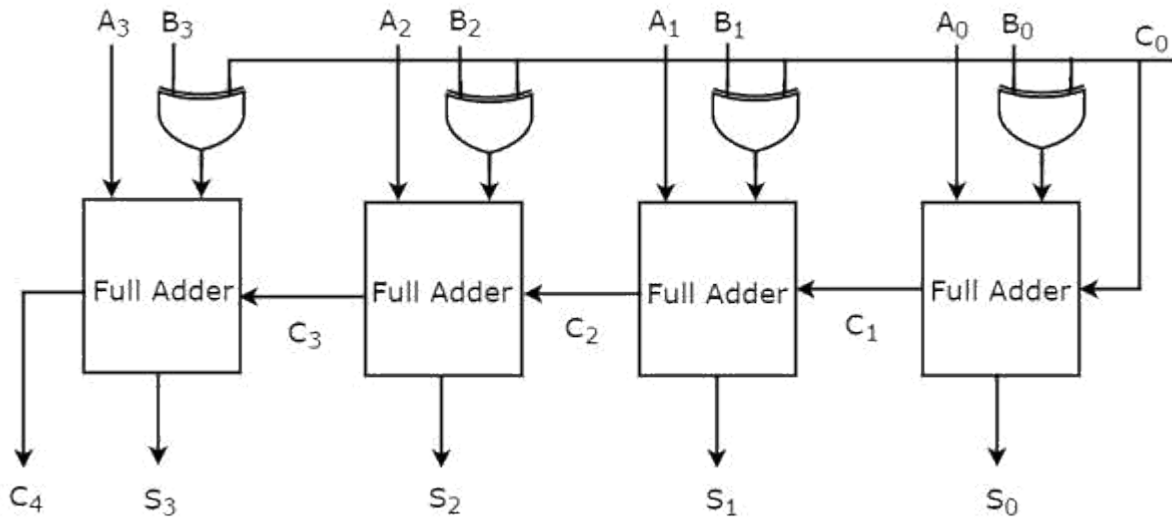 A₃ B₃ A₂ B₂ A₁ B₁ A₀ B₀ C₀
Full Adder Full Adder Full Adder Full Adder
C₃ C₂ C₁
C₄ S₃ S₂ S₁ S₀